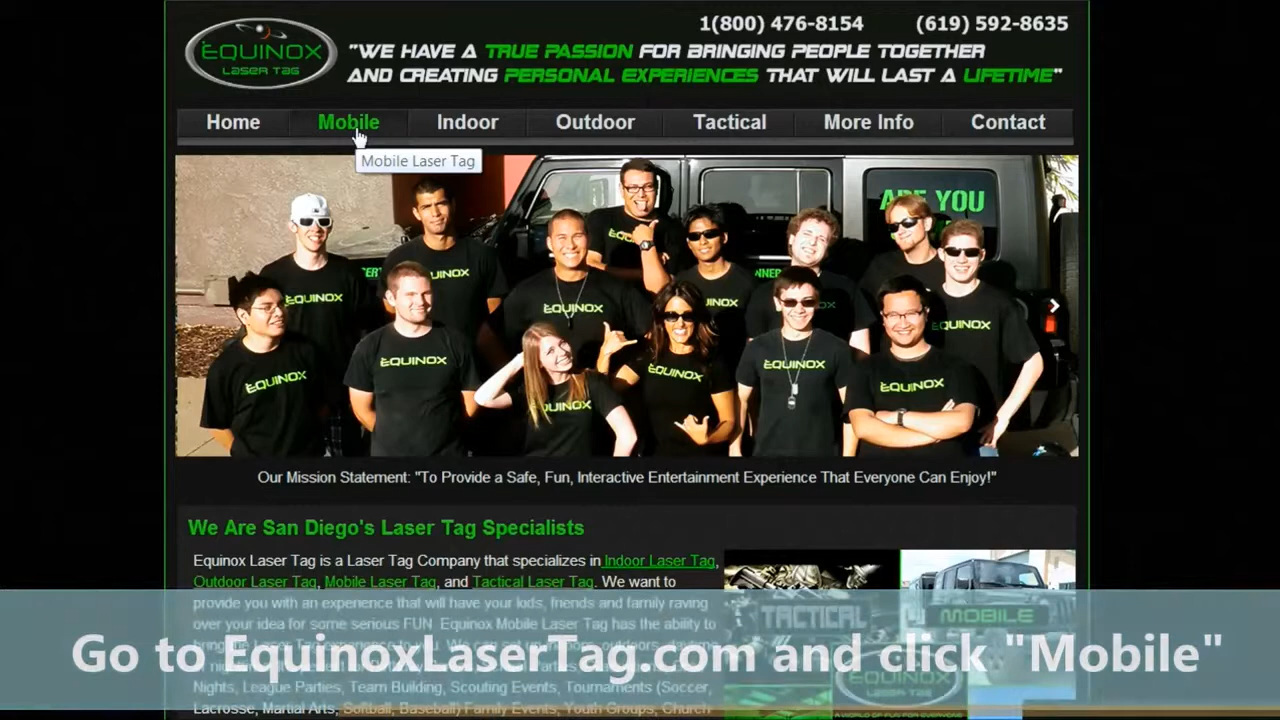 1(800) 476-8154 (619) 592-8635
EQUINOX
LASER TAG
"WE HAVE A TRUE PASSION FOR BRINGING PEOPLE TOGETHER
AND CREATING PERSONAL EXPERIENCES THAT WILL LAST A LIFETIME"
Home Mobile Indoor Outdoor Tactical More Info Contact
Mobile Laser Tag
ARE YOU
EQUINOX
EQUINOX
EQUINOX
EQUINOX
EQUINOX
EQUINOX
EQUINOX
EQUINOX
EQUINOX
Our Mission Statement: "To Provide a Safe, Fun, Interactive Entertainment Experience That Everyone Can Enjoy!"
We Are San Diego's Laser Tag Specialists
Equinox Laser Tag is a Laser Tag Company that specializes in Indoor Laser Tag,
Outdoor Laser Tag, Mobile Laser Tag, and Tactical Laser Tag. We want to
provide you with an experience that will have your kids, friends and family raving
over your idea for some serious FUN. Equinox Mobile Laser Tag has the ability to
TACTICAL
MOBILE
Go to EquinoxLaserTag.com and click "Mobile"
EQUINOX
LASER TAG
Nights, League Parties, Team Building, Scouting Events, Tournaments (Soccer,
Lacrosse, Martial Arts, Softball, Baseball) Family Events, Youth Groups, Church
A WORLD OF FUN FOR EVERYONE